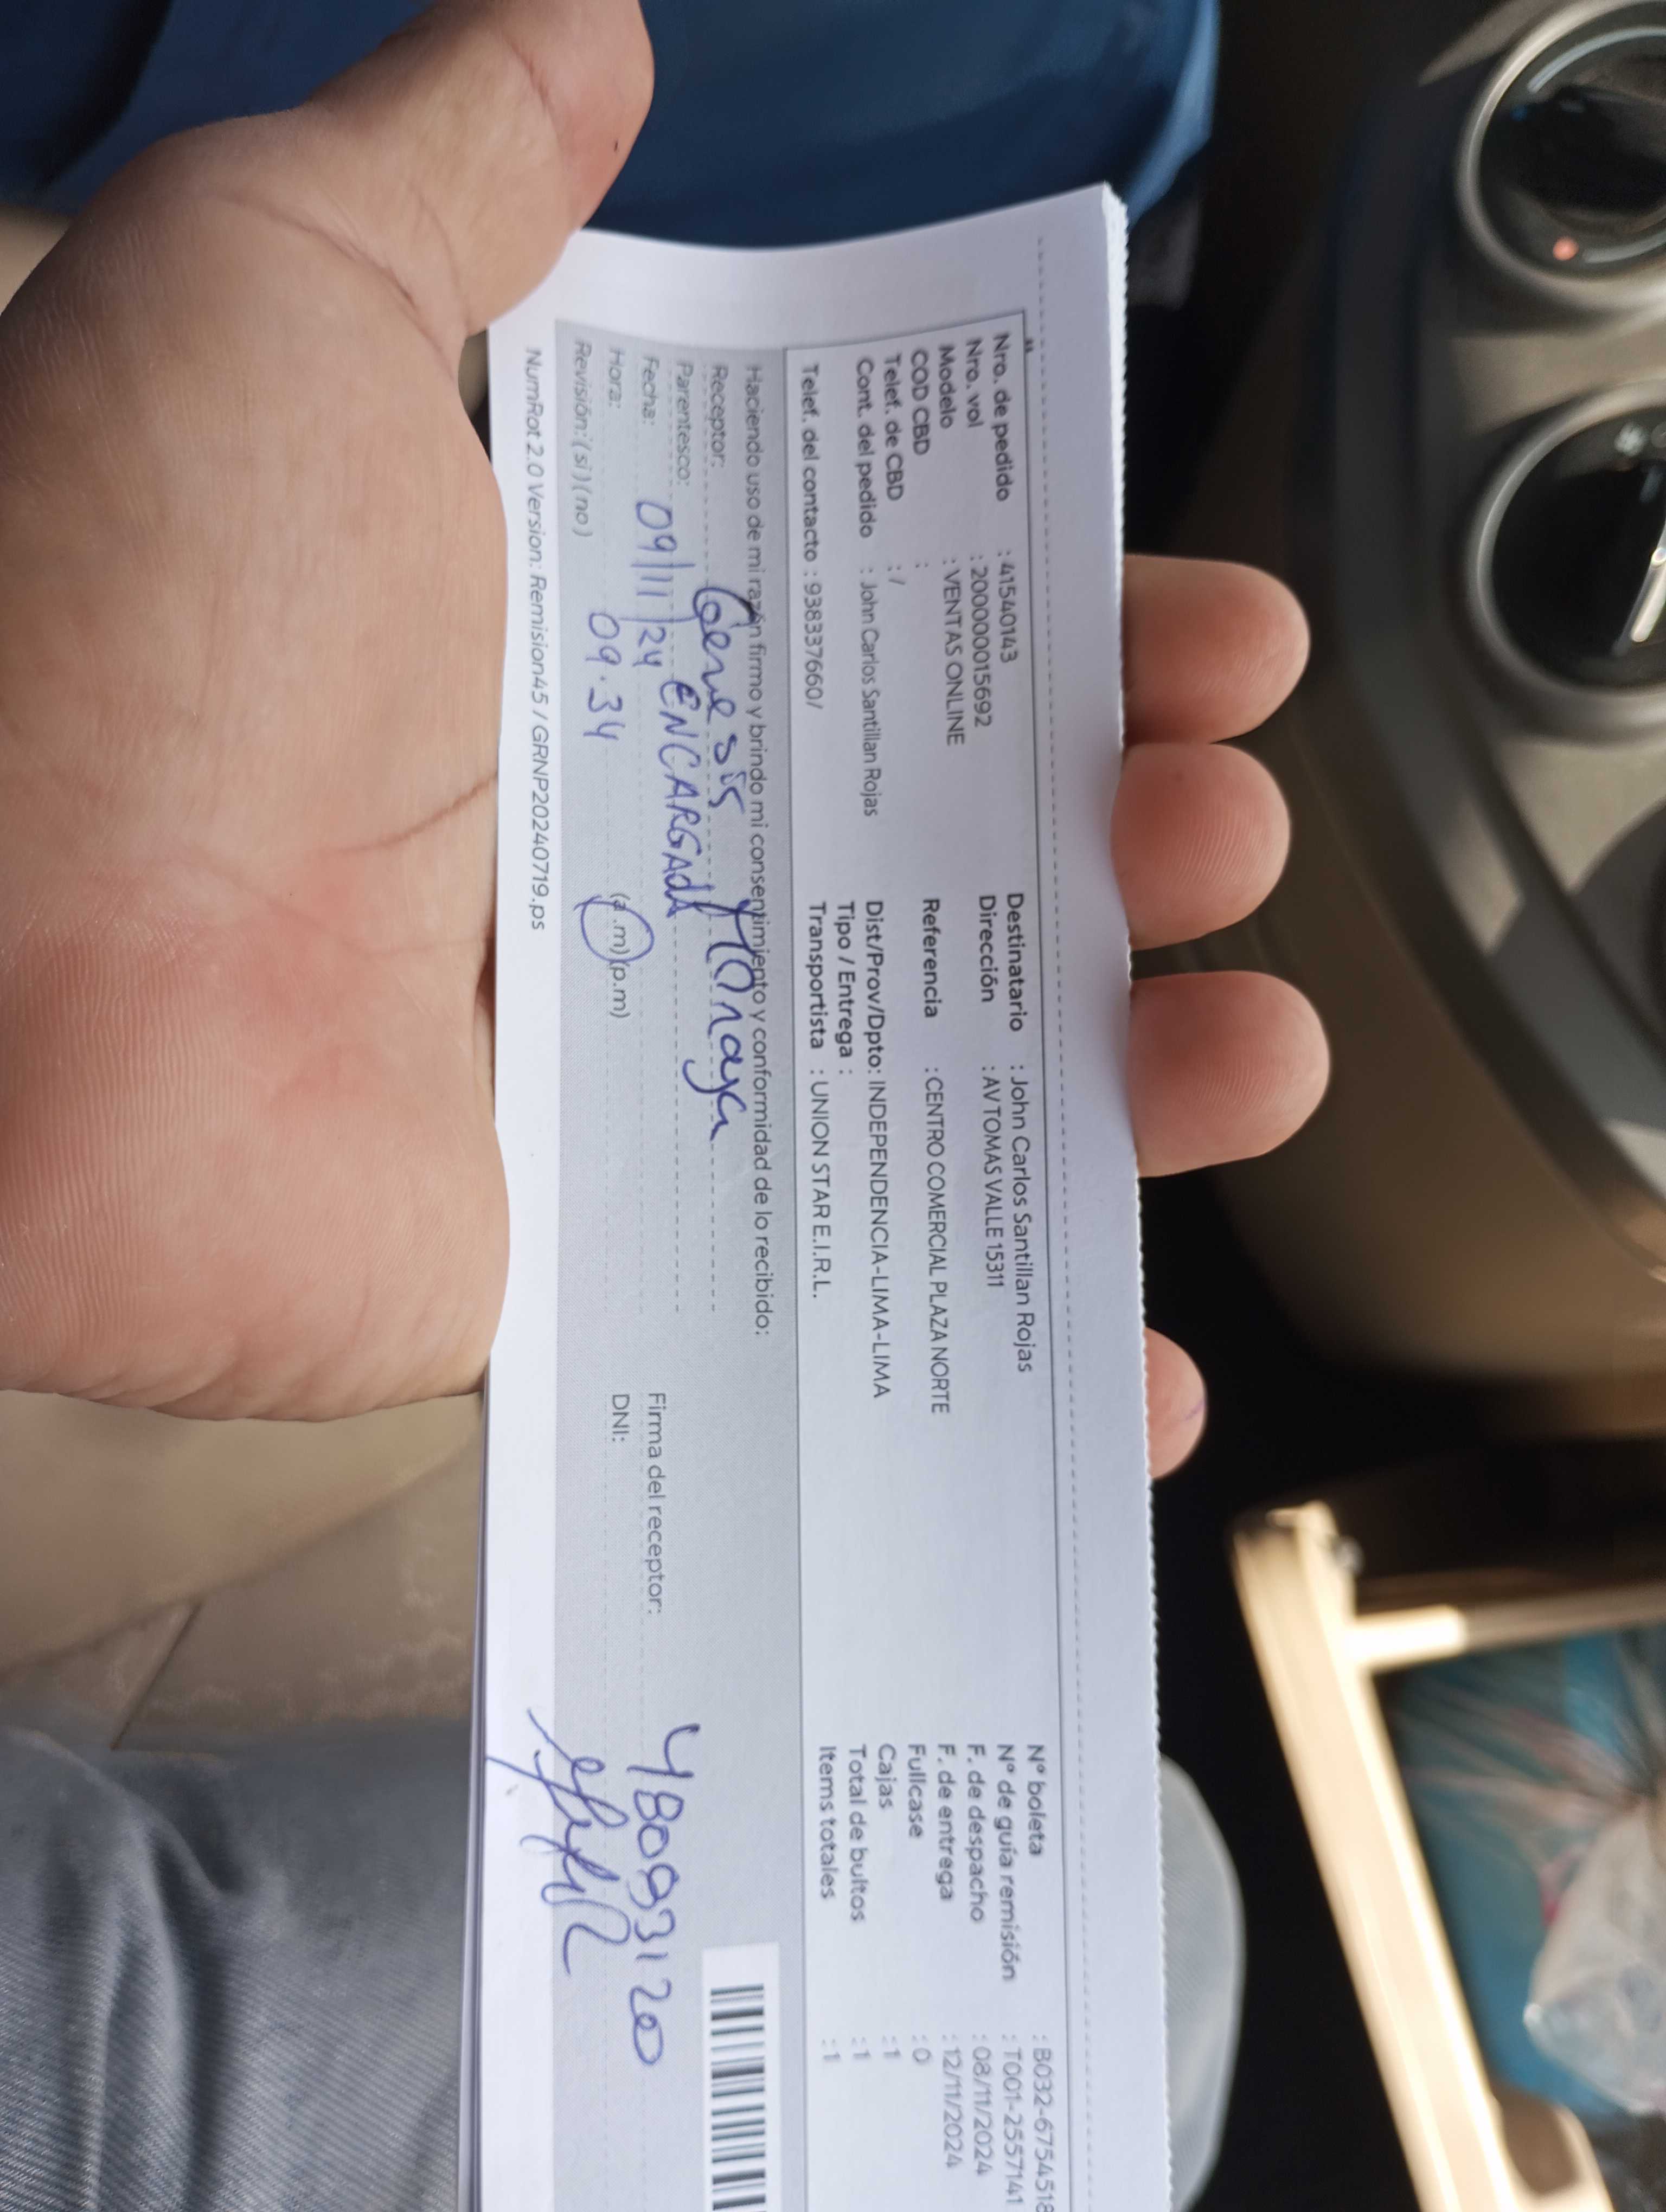 Nro. de pedido : 41540143
Nro. vol : 2000000015692
Modelo : VENTAS ONLINE
COD CBD :
Telef. de CBD : /
Cont. del pedido : John Carlos Santillan Rojas
Telef. del contacto : 938337660/
Destinatario : John Carlos Santillan Rojas
Dirección : AV TOMAS VALLE 15311
Referencia : CENTRO COMERCIAL PLAZA NORTE
Dist/Prov/Dpto: INDEPENDENCIA-LIMA-LIMA
Tipo / Entrega :
Transportista : UNION STAR E.I.R.L.
N° boleta : B032-6754518
N° de guía remisión : T001-2557141
F. de despacho : 08/11/2024
F. de entrega : 12/11/2024
Fullcase : 0
Cajas : 1
Total de bultos : 1
Items totales : 1
Haciendo uso de mi razón firmo y brindo mi consentimiento y conformidad de lo recibido:
Receptor: Genesis Monaya
Parentesco: ENCARGADA
Fecha: 09/11/24
Hora: 09.34 (a.m) (p.m)
Revisión: (si) (no)
Firma del receptor:
DNI: 48093120
NumRot 2.0 Version: Remision45 / GRNP20240719.ps